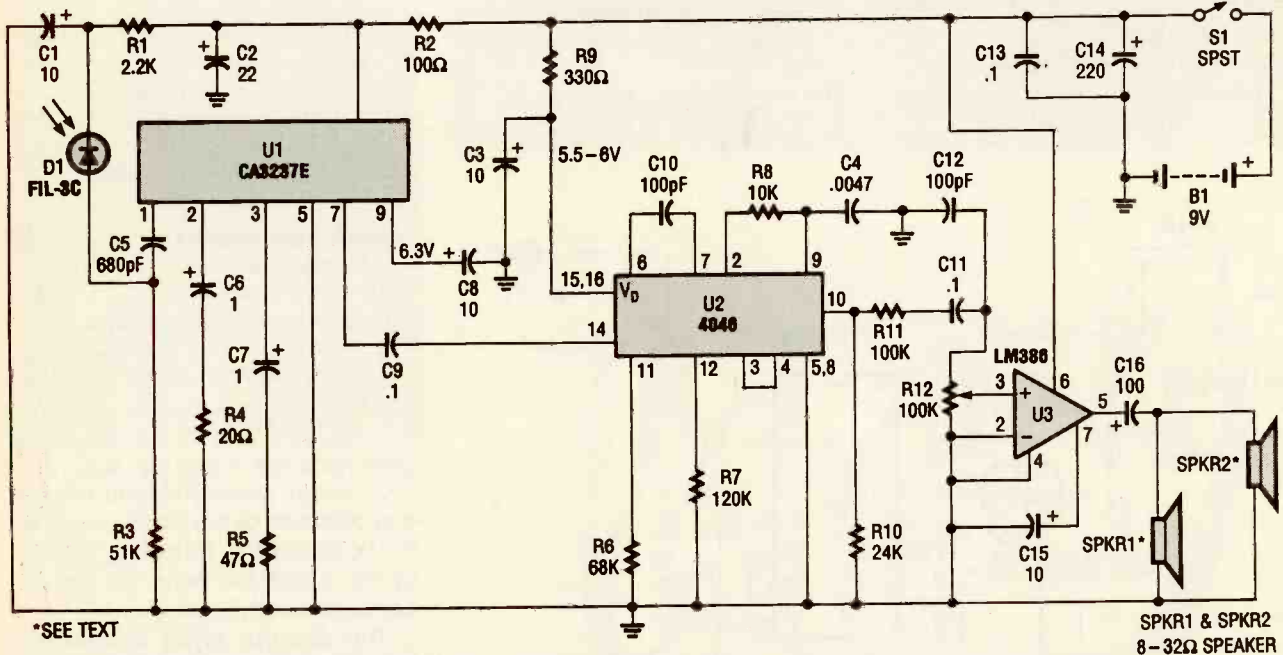 C1
10
R1
2.2K
+ C2
22
R2
100Ω
R9
330Ω
C13
.1
C14 +
220
S1
SPST
+
D1
FIL-3C
U1
CA3237E
1 2 3 5 7 9
C3 +
10
5.5–6V
C10
100pF
R8
10K
C4
.0047
C12
100pF
B1
9V
+
C5
680pF
+ C6
1
C7 +
1
6.3V +
C8
10
15,16
VD
6 7 2 9
U2
4046
10
14
11 12 3 4 5,8
C9
.1
R11
100K
C11
.1
LM386
R12
100K
3 +
2 −
U3
6
5
7
4
C16
100
+
SPKR2*
R4
20Ω
R3
51K
R5
47Ω
R6
68K
R7
120K
R10
24K
C15
10
+
SPKR1*
*SEE TEXT
SPKR1 & SPKR2
8–32Ω SPEAKER